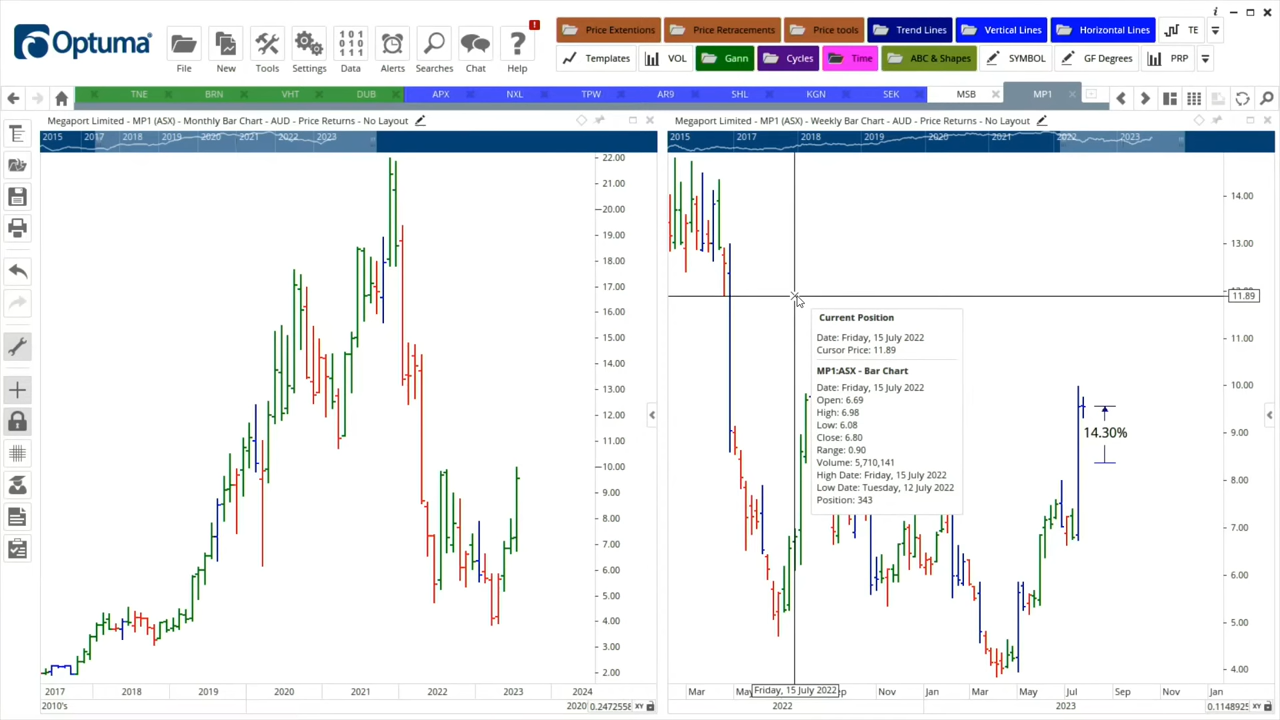 Optuma
File
New
Tools
Settings
Data
Alerts
Searches
Chat
Help
Price Extentions
Price Retracements
Price tools
Trend Lines
Vertical Lines
Horizontal Lines
TE
Templates
VOL
Gann
Cycles
Time
ABC & Shapes
SYMBOL
GF Degrees
PRP
TNE
BRN
VHT
DUB
APX
NXL
TPW
AR9
SHL
KGN
SEK
MSB
MP1
Megaport Limited - MP1 (ASX) - Monthly Bar Chart - AUD - Price Returns - No Layout
2015 2017 2018 2019 2020 2021 2022 2023
22.00
21.00
20.00
19.00
18.00
17.00
16.00
15.00
14.00
13.00
12.00
11.00
10.00
9.00
8.00
7.00
6.00
5.00
4.00
3.00
2.00
2017 2018 2019 2020 2021 2022 2023 2024
2010's 2020 0.2472558 XY
Megaport Limited - MP1 (ASX) - Weekly Bar Chart - AUD - Price Returns - No Layout
2015 2017 2018 2019 2020 2021 2022 2023
14.00
13.00
11.89
11.00
10.00
9.00
8.00
7.00
6.00
5.00
4.00
14.30%
Current Position
Date: Friday, 15 July 2022
Cursor Price: 11.89
MP1:ASX - Bar Chart
Date: Friday, 15 July 2022
Open: 6.69
High: 6.98
Low: 6.08
Close: 6.80
Range: 0.90
Volume: 5,710,141
High Date: Friday, 15 July 2022
Low Date: Tuesday, 12 July 2022
Position: 343
Mar Friday, 15 July 2022 Nov Jan Mar May Jul Sep Nov Jan
2022 2023 0.1148925 XY